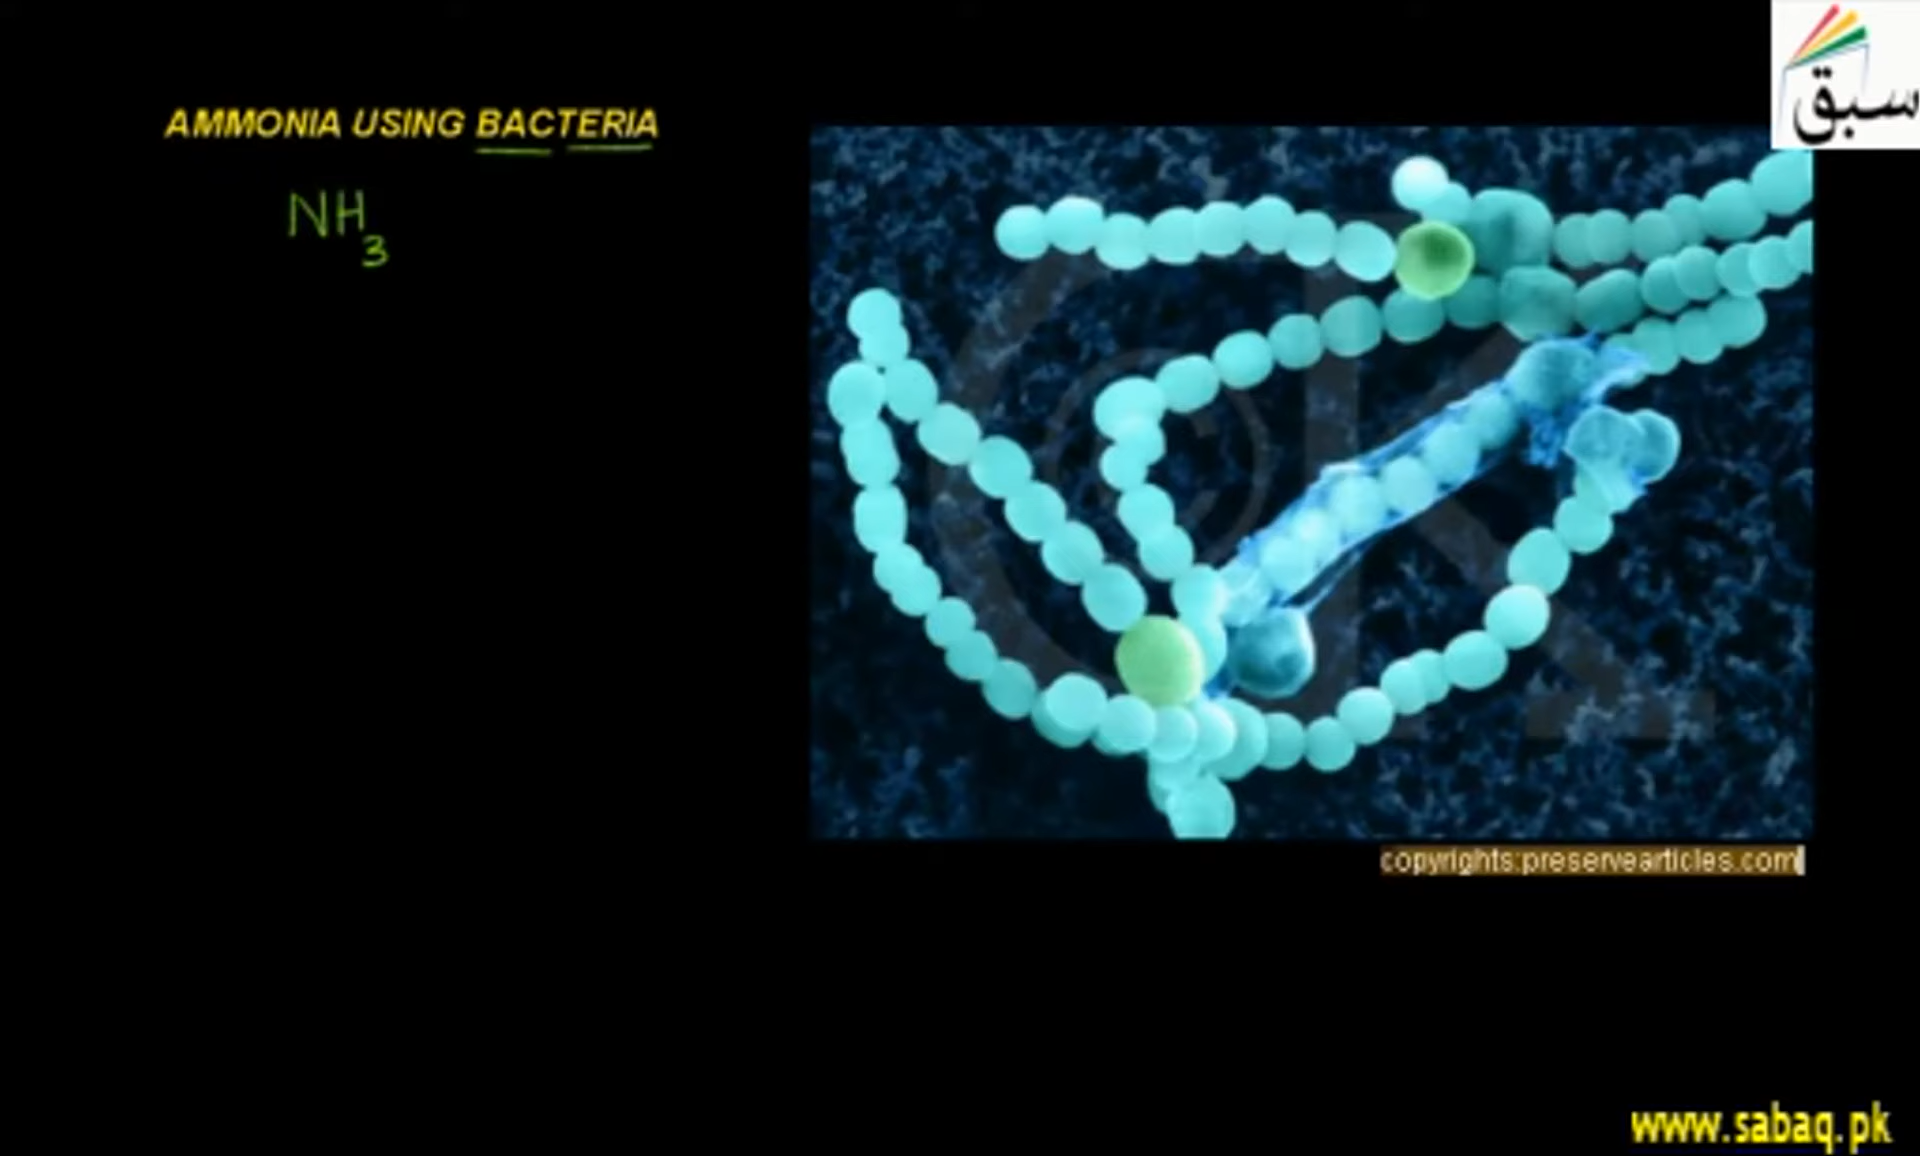 سبق
AMMONIA USING BACTERIA
NH3
copyrights:preservearticles.com
www.sabaq.pk